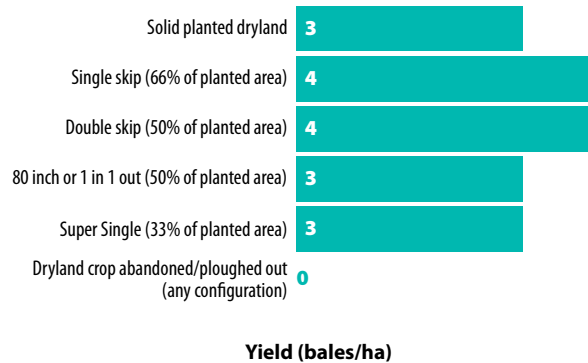 Solid planted dryland 3
Single skip (66% of planted area) 4
Double skip (50% of planted area) 4
80 inch or 1 in 1 out (50% of planted area) 3
Super Single (33% of planted area) 3
Dryland crop abandoned/ploughed out
(any configuration) 0
Yield (bales/ha)